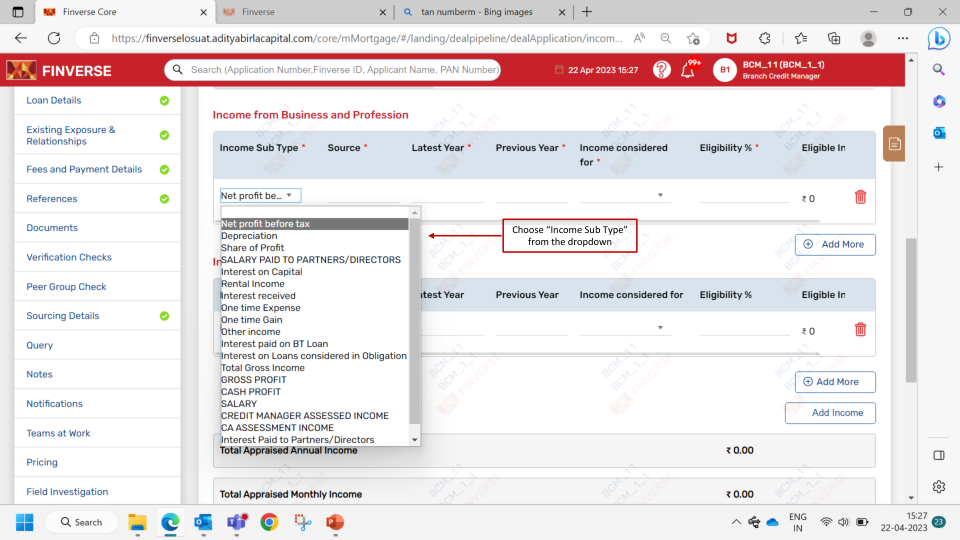 Finverse Core
Finverse
tan numberm - Bing images
https://finverselosuat.adityabirlacapital.com/core/mMortgage/#/landing/dealpipeline/dealApplication/incom...
FINVERSE
Search (Application Number,Finverse ID, Applicant Name, PAN Number)
22 Apr 2023 15:27
99+
B1
BCM_11 (BCM_1_1)
Branch Credit Manager
Loan Details
Existing Exposure &
Relationships
Fees and Payment Details
References
Documents
Verification Checks
Peer Group Check
Sourcing Details
Query
Notes
Notifications
Teams at Work
Pricing
Field Investigation
Income from Business and Profession
Income Sub Type *
Source *
Latest Year *
Previous Year *
Income considered
for *
Eligibility % *
Eligible In
Net profit be...
₹ 0
Net profit before tax
Depreciation
Share of Profit
SALARY PAID TO PARTNERS/DIRECTORS
Interest on Capital
Rental Income
Interest received
One time Expense
One time Gain
Other income
Interest paid on BT Loan
Interest on Loans considered in Obligation
Total Gross Income
GROSS PROFIT
CASH PROFIT
SALARY
CREDIT MANAGER ASSESSED INCOME
CA ASSESSMENT INCOME
Interest Paid to Partners/Directors
Choose “Income Sub Type”
from the dropdown
Add More
Previous Year
Income considered for
Eligibility %
Eligible In
₹ 0
Add More
Add Income
Total Appraised Annual Income
₹ 0.00
Total Appraised Monthly Income
₹ 0.00
Search
ENG
IN
15:27
22-04-2023
23